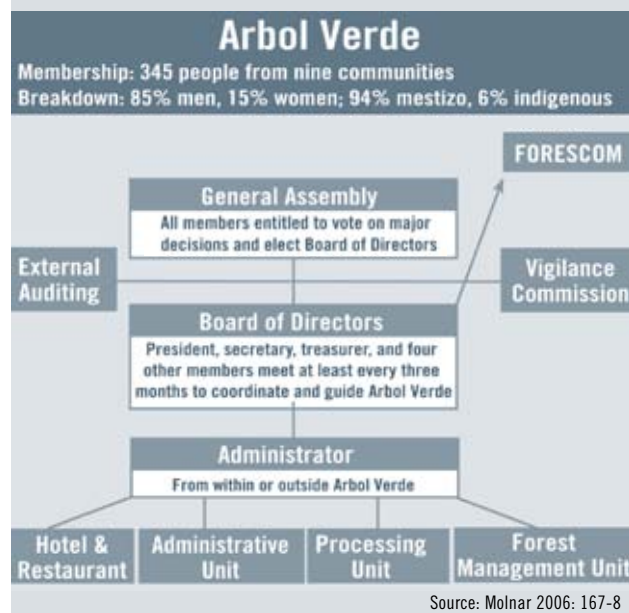 Arbol Verde
Membership: 345 people from nine communities
Breakdown: 85% men, 15% women; 94% mestizo, 6% indigenous
FORESCOM
General Assembly
All members entitled to vote on major
decisions and elect Board of Directors
External
Auditing
Vigilance
Commission
Board of Directors
President, secretary, treasurer, and four
other members meet at least every three
months to coordinate and guide Arbol Verde
Administrator
From within or outside Arbol Verde
Hotel &
Restaurant
Administrative
Unit
Processing
Unit
Forest
Management Unit
Source: Molnar 2006: 167-8